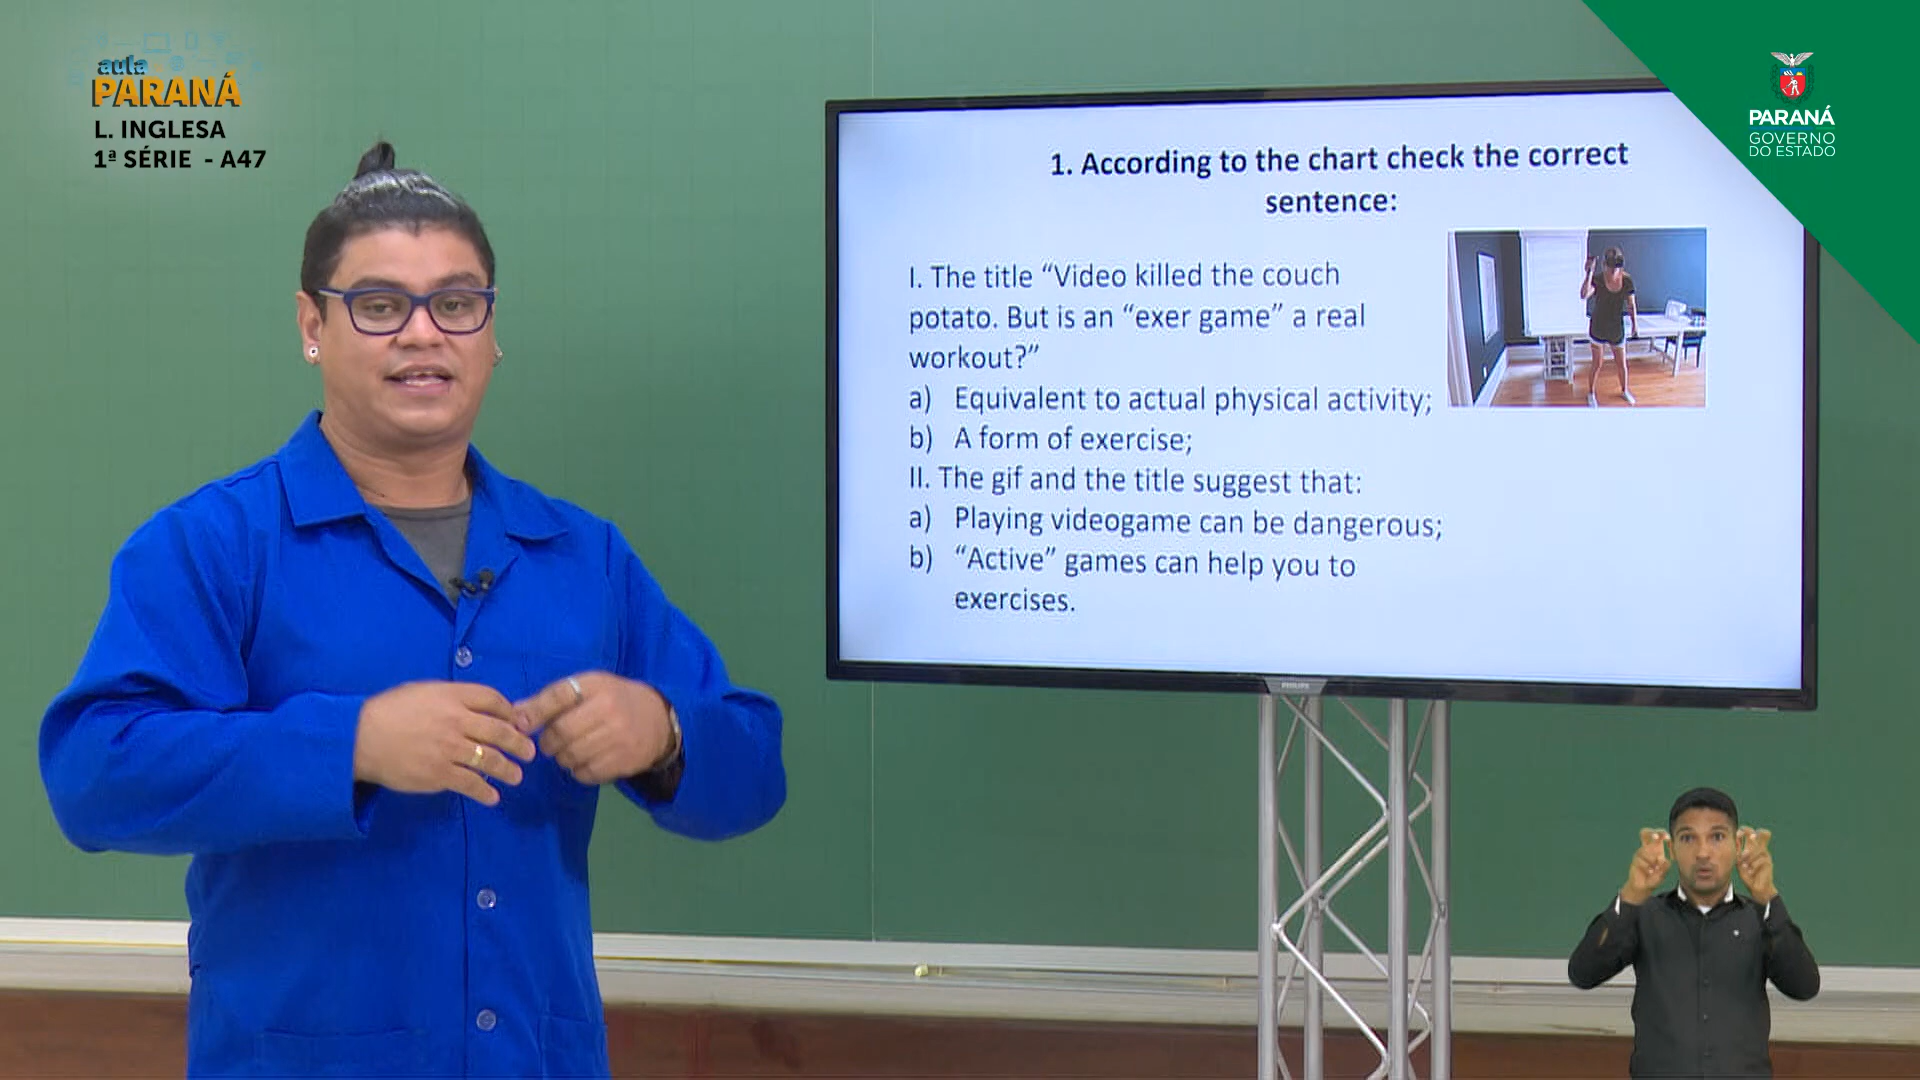 aula
PARANÁ
L. INGLESA
1ª SÉRIE - A47
PARANÁ
GOVERNO
DO ESTADO
1. According to the chart check the correct
sentence:
I. The title “Video killed the couch
potato. But is an “exer game” a real
workout?”
a) Equivalent to actual physical activity;
b) A form of exercise;
II. The gif and the title suggest that:
a) Playing videogame can be dangerous;
b) “Active” games can help you to
exercises.
PHILIPS